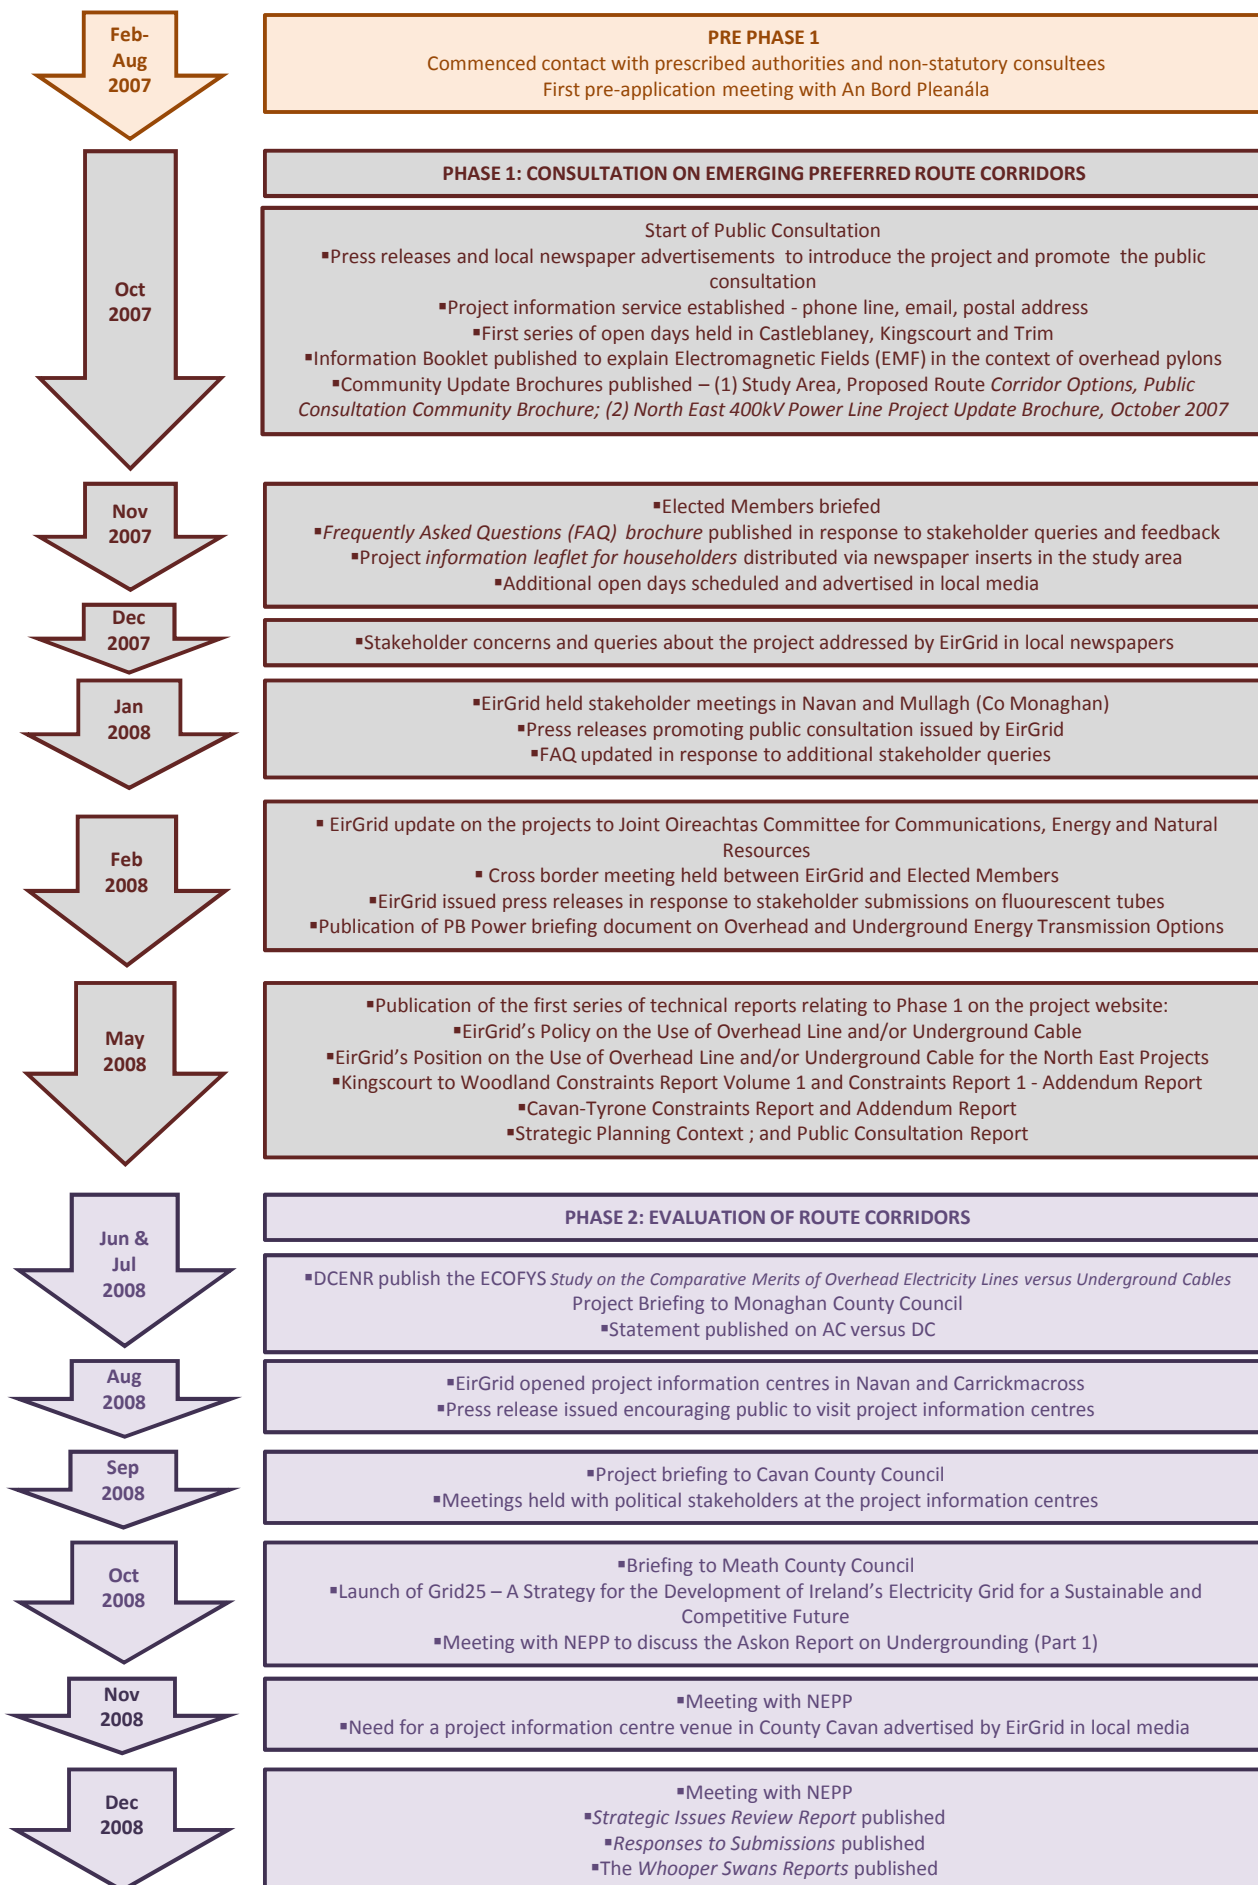 Feb-
Aug
2007
PRE PHASE 1
Commenced contact with prescribed authorities and non-statutory consultees
First pre-application meeting with An Bord Pleanála
PHASE 1: CONSULTATION ON EMERGING PREFERRED ROUTE CORRIDORS
Oct
2007
Start of Public Consultation
▪Press releases and local newspaper advertisements to introduce the project and promote the public
consultation
▪Project information service established - phone line, email, postal address
▪First series of open days held in Castleblaney, Kingscourt and Trim
▪Information Booklet published to explain Electromagnetic Fields (EMF) in the context of overhead pylons
▪Community Update Brochures published – (1) Study Area, Proposed Route Corridor Options, Public
Consultation Community Brochure; (2) North East 400kV Power Line Project Update Brochure, October 2007
Nov
2007
▪Elected Members briefed
▪Frequently Asked Questions (FAQ) brochure published in response to stakeholder queries and feedback
▪Project information leaflet for householders distributed via newspaper inserts in the study area
▪Additional open days scheduled and advertised in local media
Dec
2007
▪Stakeholder concerns and queries about the project addressed by EirGrid in local newspapers
Jan
2008
▪EirGrid held stakeholder meetings in Navan and Mullagh (Co Monaghan)
▪Press releases promoting public consultation issued by EirGrid
▪FAQ updated in response to additional stakeholder queries
Feb
2008
▪ EirGrid update on the projects to Joint Oireachtas Committee for Communications, Energy and Natural
Resources
▪ Cross border meeting held between EirGrid and Elected Members
▪EirGrid issued press releases in response to stakeholder submissions on fluourescent tubes
▪Publication of PB Power briefing document on Overhead and Underground Energy Transmission Options
May
2008
▪Publication of the first series of technical reports relating to Phase 1 on the project website:
▪EirGrid's Policy on the Use of Overhead Line and/or Underground Cable
▪EirGrid's Position on the Use of Overhead Line and/or Underground Cable for the North East Projects
▪Kingscourt to Woodland Constraints Report Volume 1 and Constraints Report 1 - Addendum Report
▪Cavan-Tyrone Constraints Report and Addendum Report
▪Strategic Planning Context ; and Public Consultation Report
PHASE 2: EVALUATION OF ROUTE CORRIDORS
Jun &
Jul
2008
▪DCENR publish the ECOFYS Study on the Comparative Merits of Overhead Electricity Lines versus Underground Cables
Project Briefing to Monaghan County Council
▪Statement published on AC versus DC
Aug
2008
▪EirGrid opened project information centres in Navan and Carrickmacross
▪Press release issued encouraging public to visit project information centres
Sep
2008
▪Project briefing to Cavan County Council
▪Meetings held with political stakeholders at the project information centres
Oct
2008
▪Briefing to Meath County Council
▪Launch of Grid25 – A Strategy for the Development of Ireland's Electricity Grid for a Sustainable and
Competitive Future
▪Meeting with NEPP to discuss the Askon Report on Undergrounding (Part 1)
Nov
2008
▪Meeting with NEPP
▪Need for a project information centre venue in County Cavan advertised by EirGrid in local media
Dec
2008
▪Meeting with NEPP
▪Strategic Issues Review Report published
▪Responses to Submissions published
▪The Whooper Swans Reports published